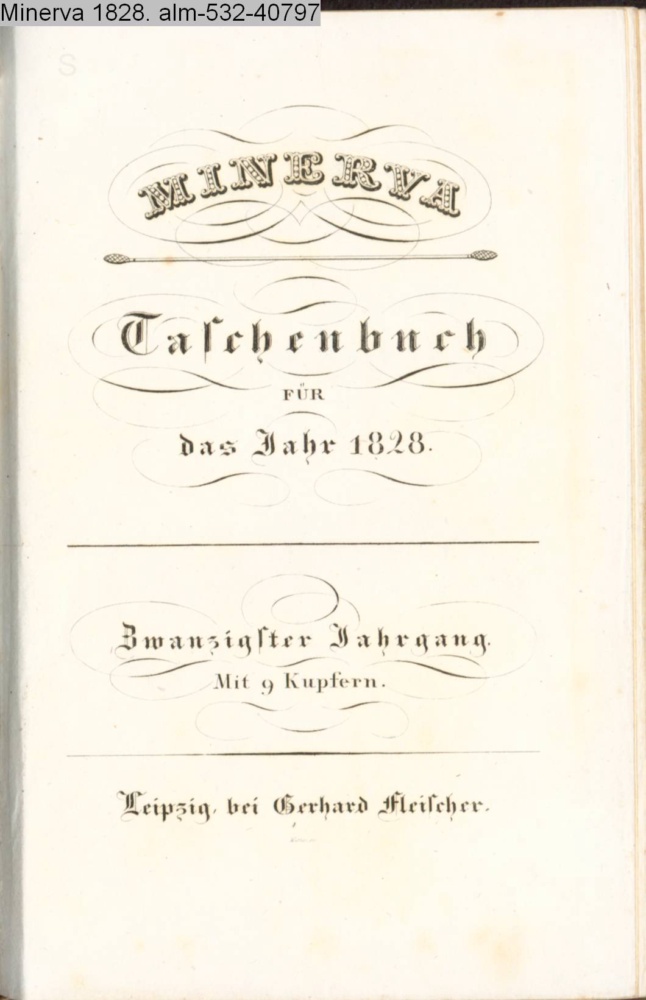 Minerva 1828. alm-532-40797
MINERVA
Taſchenbuch
FÜR
das Jahr 1828.
Zwanzigſter Jahrgang.
Mit 9 Kupfern.
Leipzig, bei Gerhard Fleiſcher.